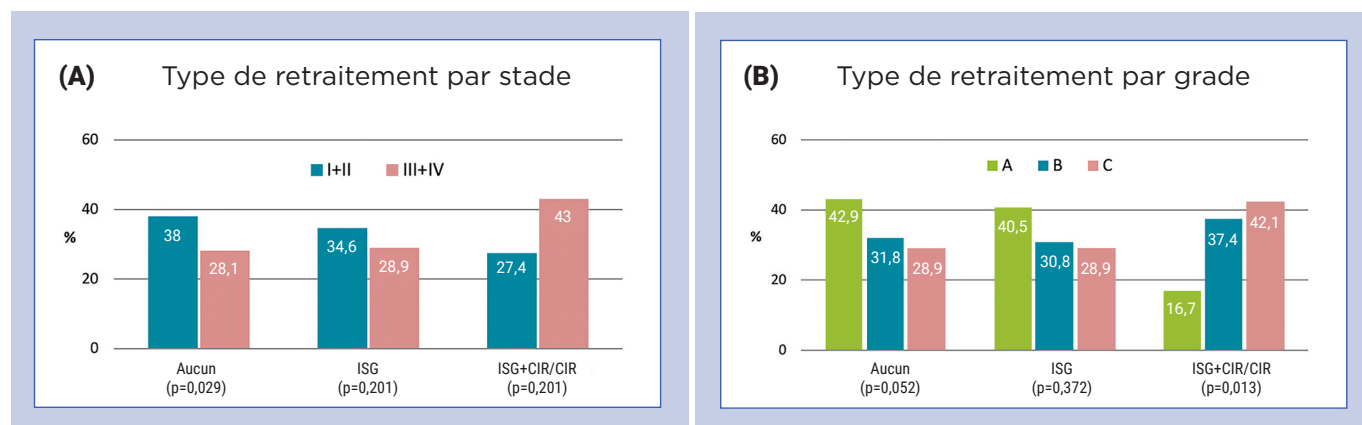 (A) Type de retraitement par stade
60
I+II III+IV
40
%
20
0
38
28,1
34,6
28,9
27,4
43
Aucun
(p=0,029)
ISG
(p=0,201)
ISG+CIR/CIR
(p=0,201)
(B) Type de retraitement par grade
60
A B C
40
%
20
0
42,9
31,8
28,9
40,5
30,8
28,9
16,7
37,4
42,1
Aucun
(p=0,052)
ISG
(p=0,372)
ISG+CIR/CIR
(p=0,013)